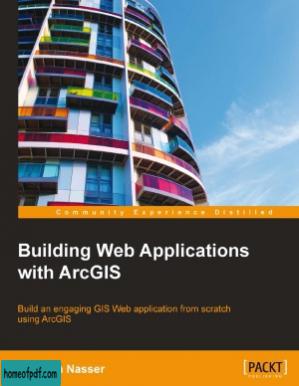 Community Experience Distilled
Building Web Applications
with ArcGIS
Build an engaging GIS Web application from scratch
using ArcGIS
Nasser
homeofpdf.com
PACKT
PUBLISHING